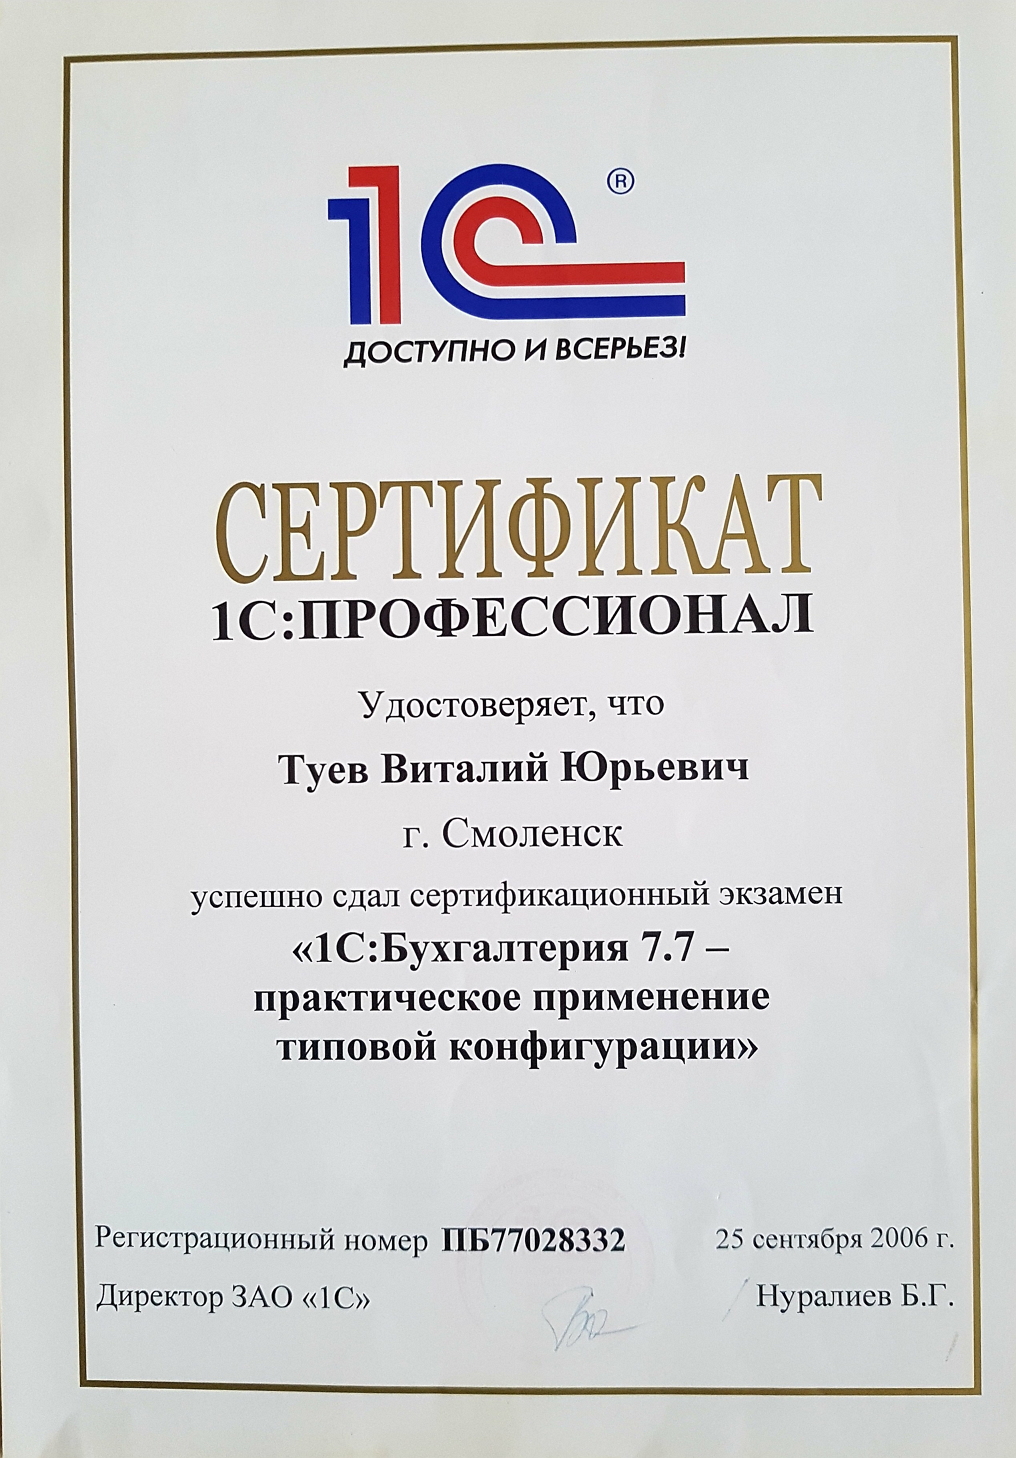 1С ®
ДОСТУПНО И ВСЕРЬЕЗ!
СЕРТИФИКАТ
1С:ПРОФЕССИОНАЛ
Удостоверяет, что
Туев Виталий Юрьевич
г. Смоленск
успешно сдал сертификационный экзамен
«1С:Бухгалтерия 7.7 –
практическое применение
типовой конфигурации»
Регистрационный номер ПБ77028332 25 сентября 2006 г.
Директор ЗАО «1С» Нуралиев Б.Г.